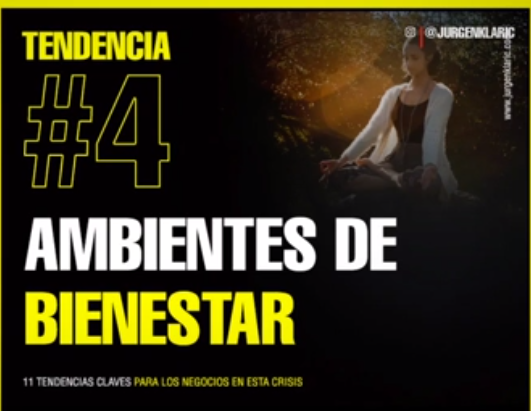 TENDENCIA
@JURGENKLARIC
#4
AMBIENTES DE
BIENESTAR
11 TENDENCIAS CLAVES PARA LOS NEGOCIOS EN ESTA CRISIS